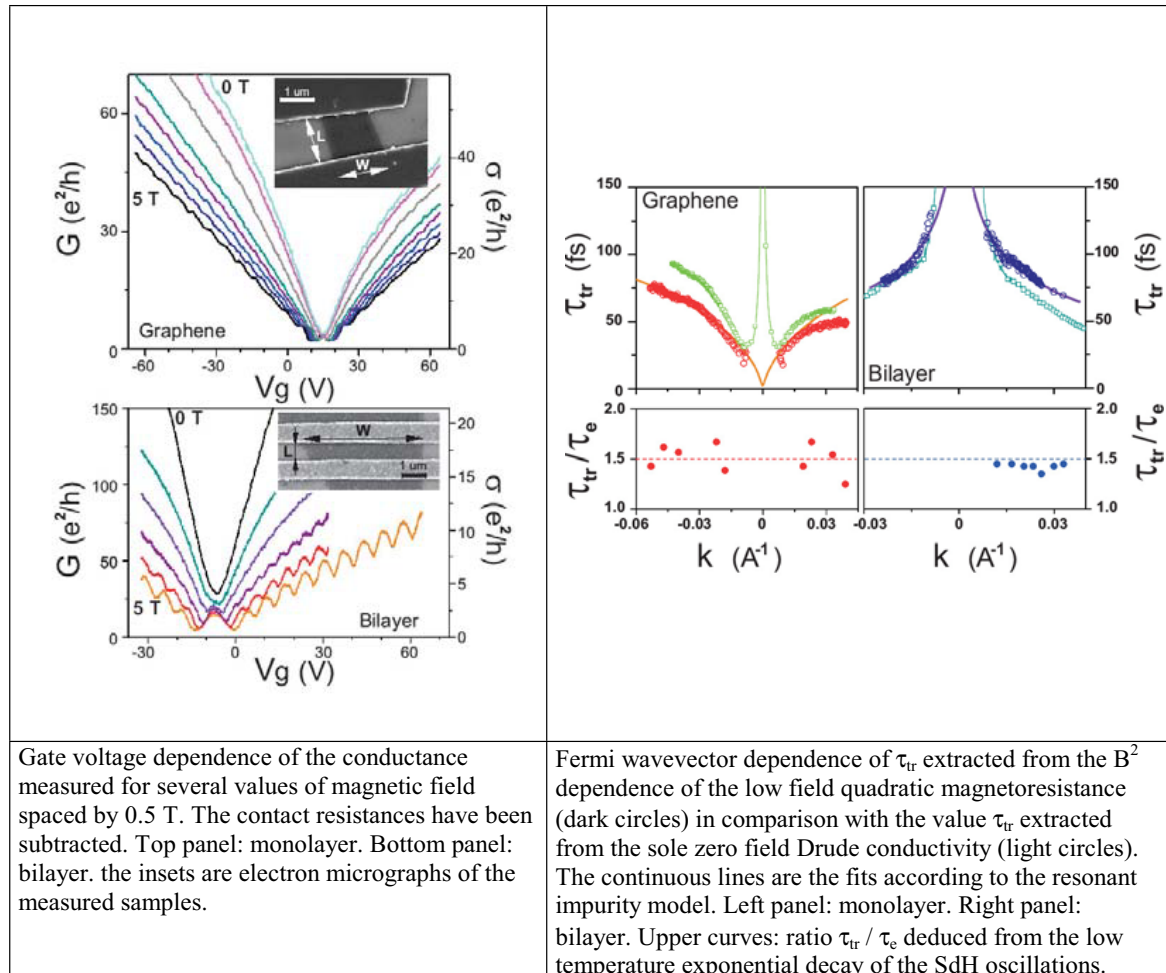 0 T
1 um
L
W
60
30
0
G (e²/h)
5 T
40
20
0
σ (e²/h)
Graphene
-60
-30
0
30
60
Vg (V)
150
100
50
0
G (e²/h)
0 T
W
L
1 um
20
15
10
5
0
σ (e²/h)
5 T
Bilayer
-30
0
30
60
Vg (V)
150
100
50
0
τtr (fs)
Graphene
Bilayer
150
100
50
0
τtr (fs)
2.0
1.5
1.0
τtr/τe
2.0
1.5
1.0
τtr/τe
-0.06
-0.03
0
0.03
-0.03
0
0.03
k (A⁻¹)
k (A⁻¹)
Gate voltage dependence of the conductance
measured for several values of magnetic field
spaced by 0.5 T. The contact resistances have been
subtracted. Top panel: monolayer. Bottom panel:
bilayer. the insets are electron micrographs of the
measured samples.
Fermi wavevector dependence of τtr extracted from the B²
dependence of the low field quadratic magnetoresistance
(dark circles) in comparison with the value τtr extracted
from the sole zero field Drude conductivity (light circles).
The continuous lines are the fits according to the resonant
impurity model. Left panel: monolayer. Right panel:
bilayer. Upper curves: ratio τtr / τe deduced from the low
temperature exponential decay of the SdH oscillations.